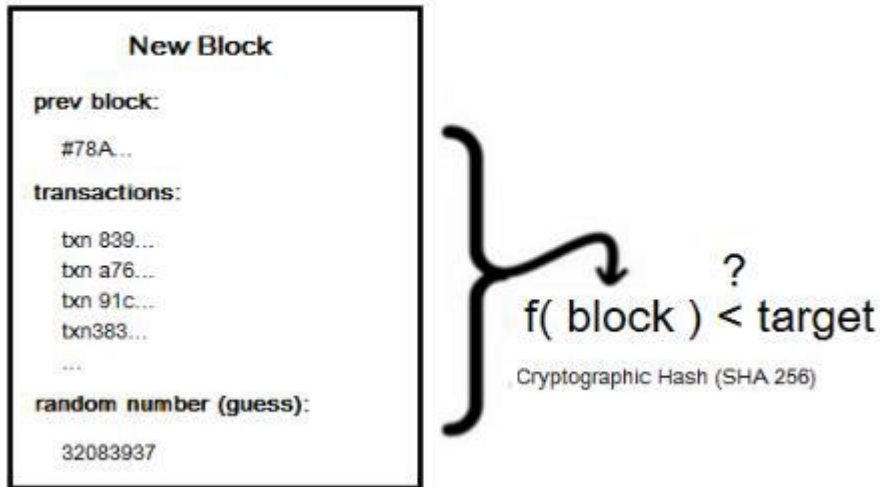 New Block
prev block:
#78A...
transactions:
txn 839...
txn a76...
txn 91c...
txn383...
...
random number (guess):
32083937
?
f( block ) < target
Cryptographic Hash (SHA 256)